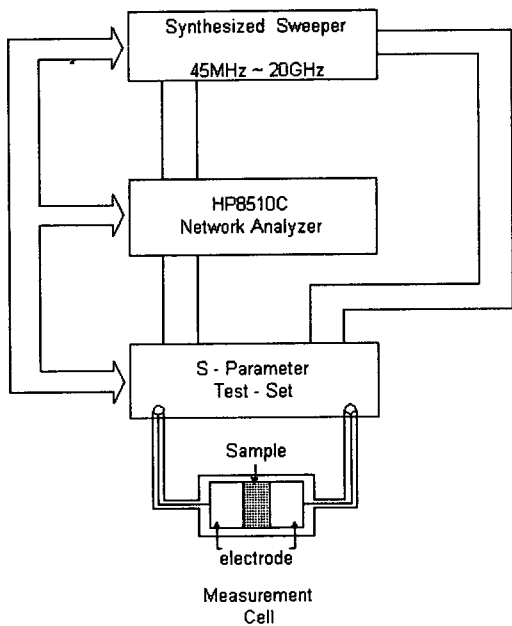 Synthesized Sweeper
45MHz ~ 20GHz
HP8510C
Network Analyzer
S - Parameter
Test - Set
Sample
electrode
Measurement
Cell